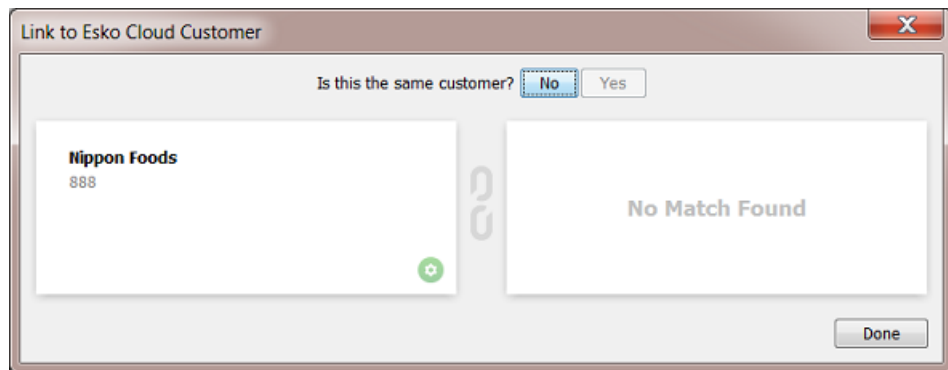 Link to Esko Cloud Customer
Is this the same customer? No Yes
Nippon Foods
888
No Match Found
Done